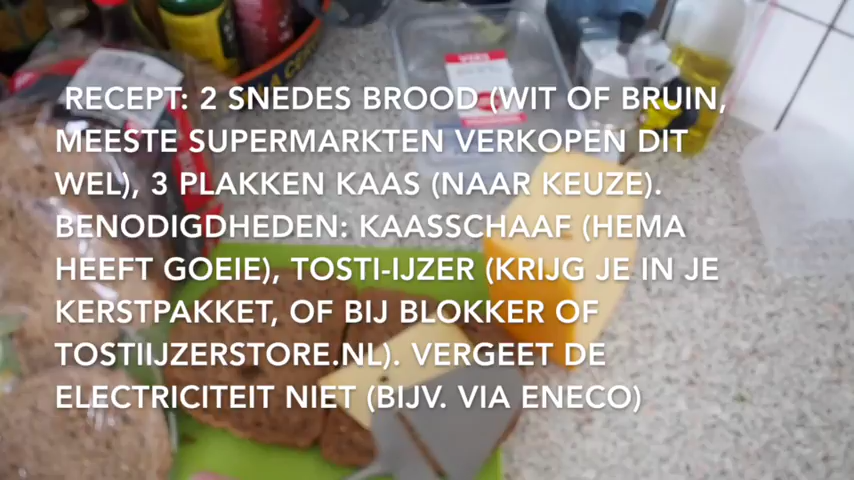 RECEPT: 2 SNEDES BROOD (WIT OF BRUIN,
MEESTE SUPERMARKTEN VERKOPEN DIT
WEL), 3 PLAKKEN KAAS (NAAR KEUZE).
BENODIGDHEDEN: KAASSCHAAF (HEMA
HEEFT GOEIE), TOSTI-IJZER (KRIJG JE IN JE
KERSTPAKKET, OF BIJ BLOKKER OF
TOSTIIJZERSTORE.NL). VERGEET DE
ELECTRICITEIT NIET (BIJV. VIA ENECO)